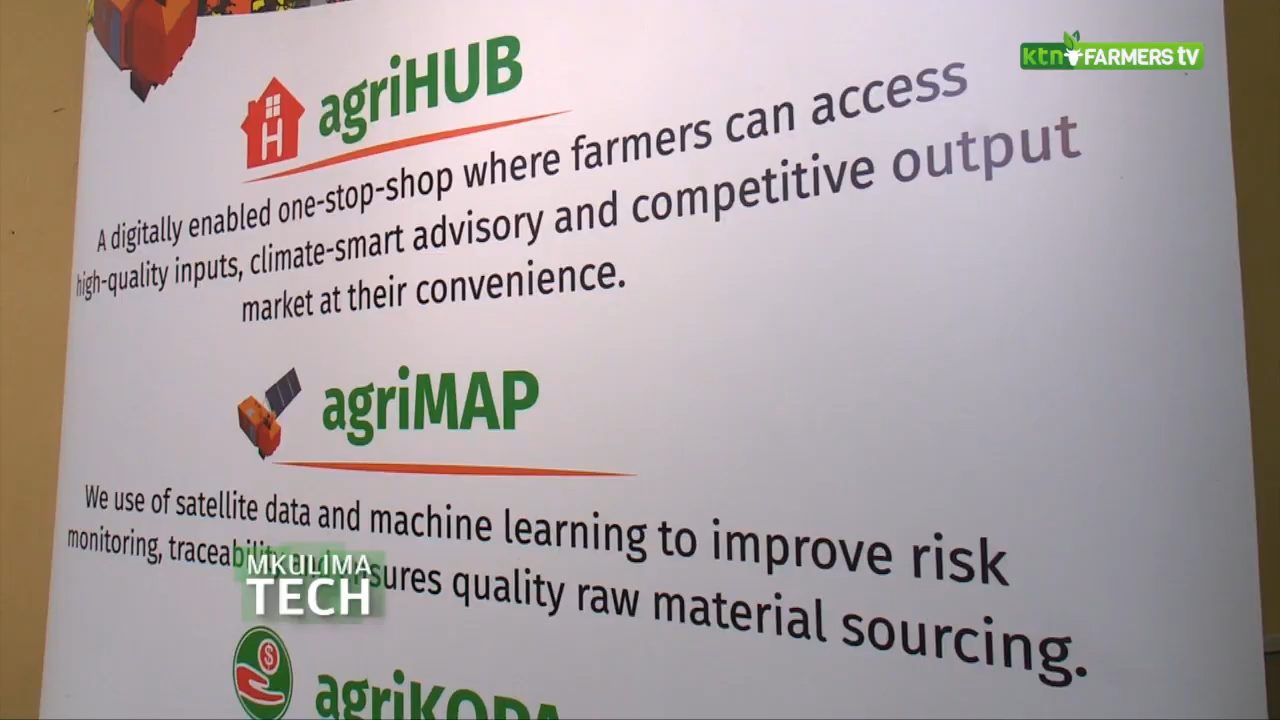 ktn FARMERS tv
H
agriHUB
A digitally enabled one-stop-shop where farmers can access
high-quality inputs, climate-smart advisory and competitive output
market at their convenience.
agriMAP
We use of satellite data and machine learning to improve risk
monitoring, traceability sures quality raw material sourcing.
MKULIMA
TECH
$
agriKOPA